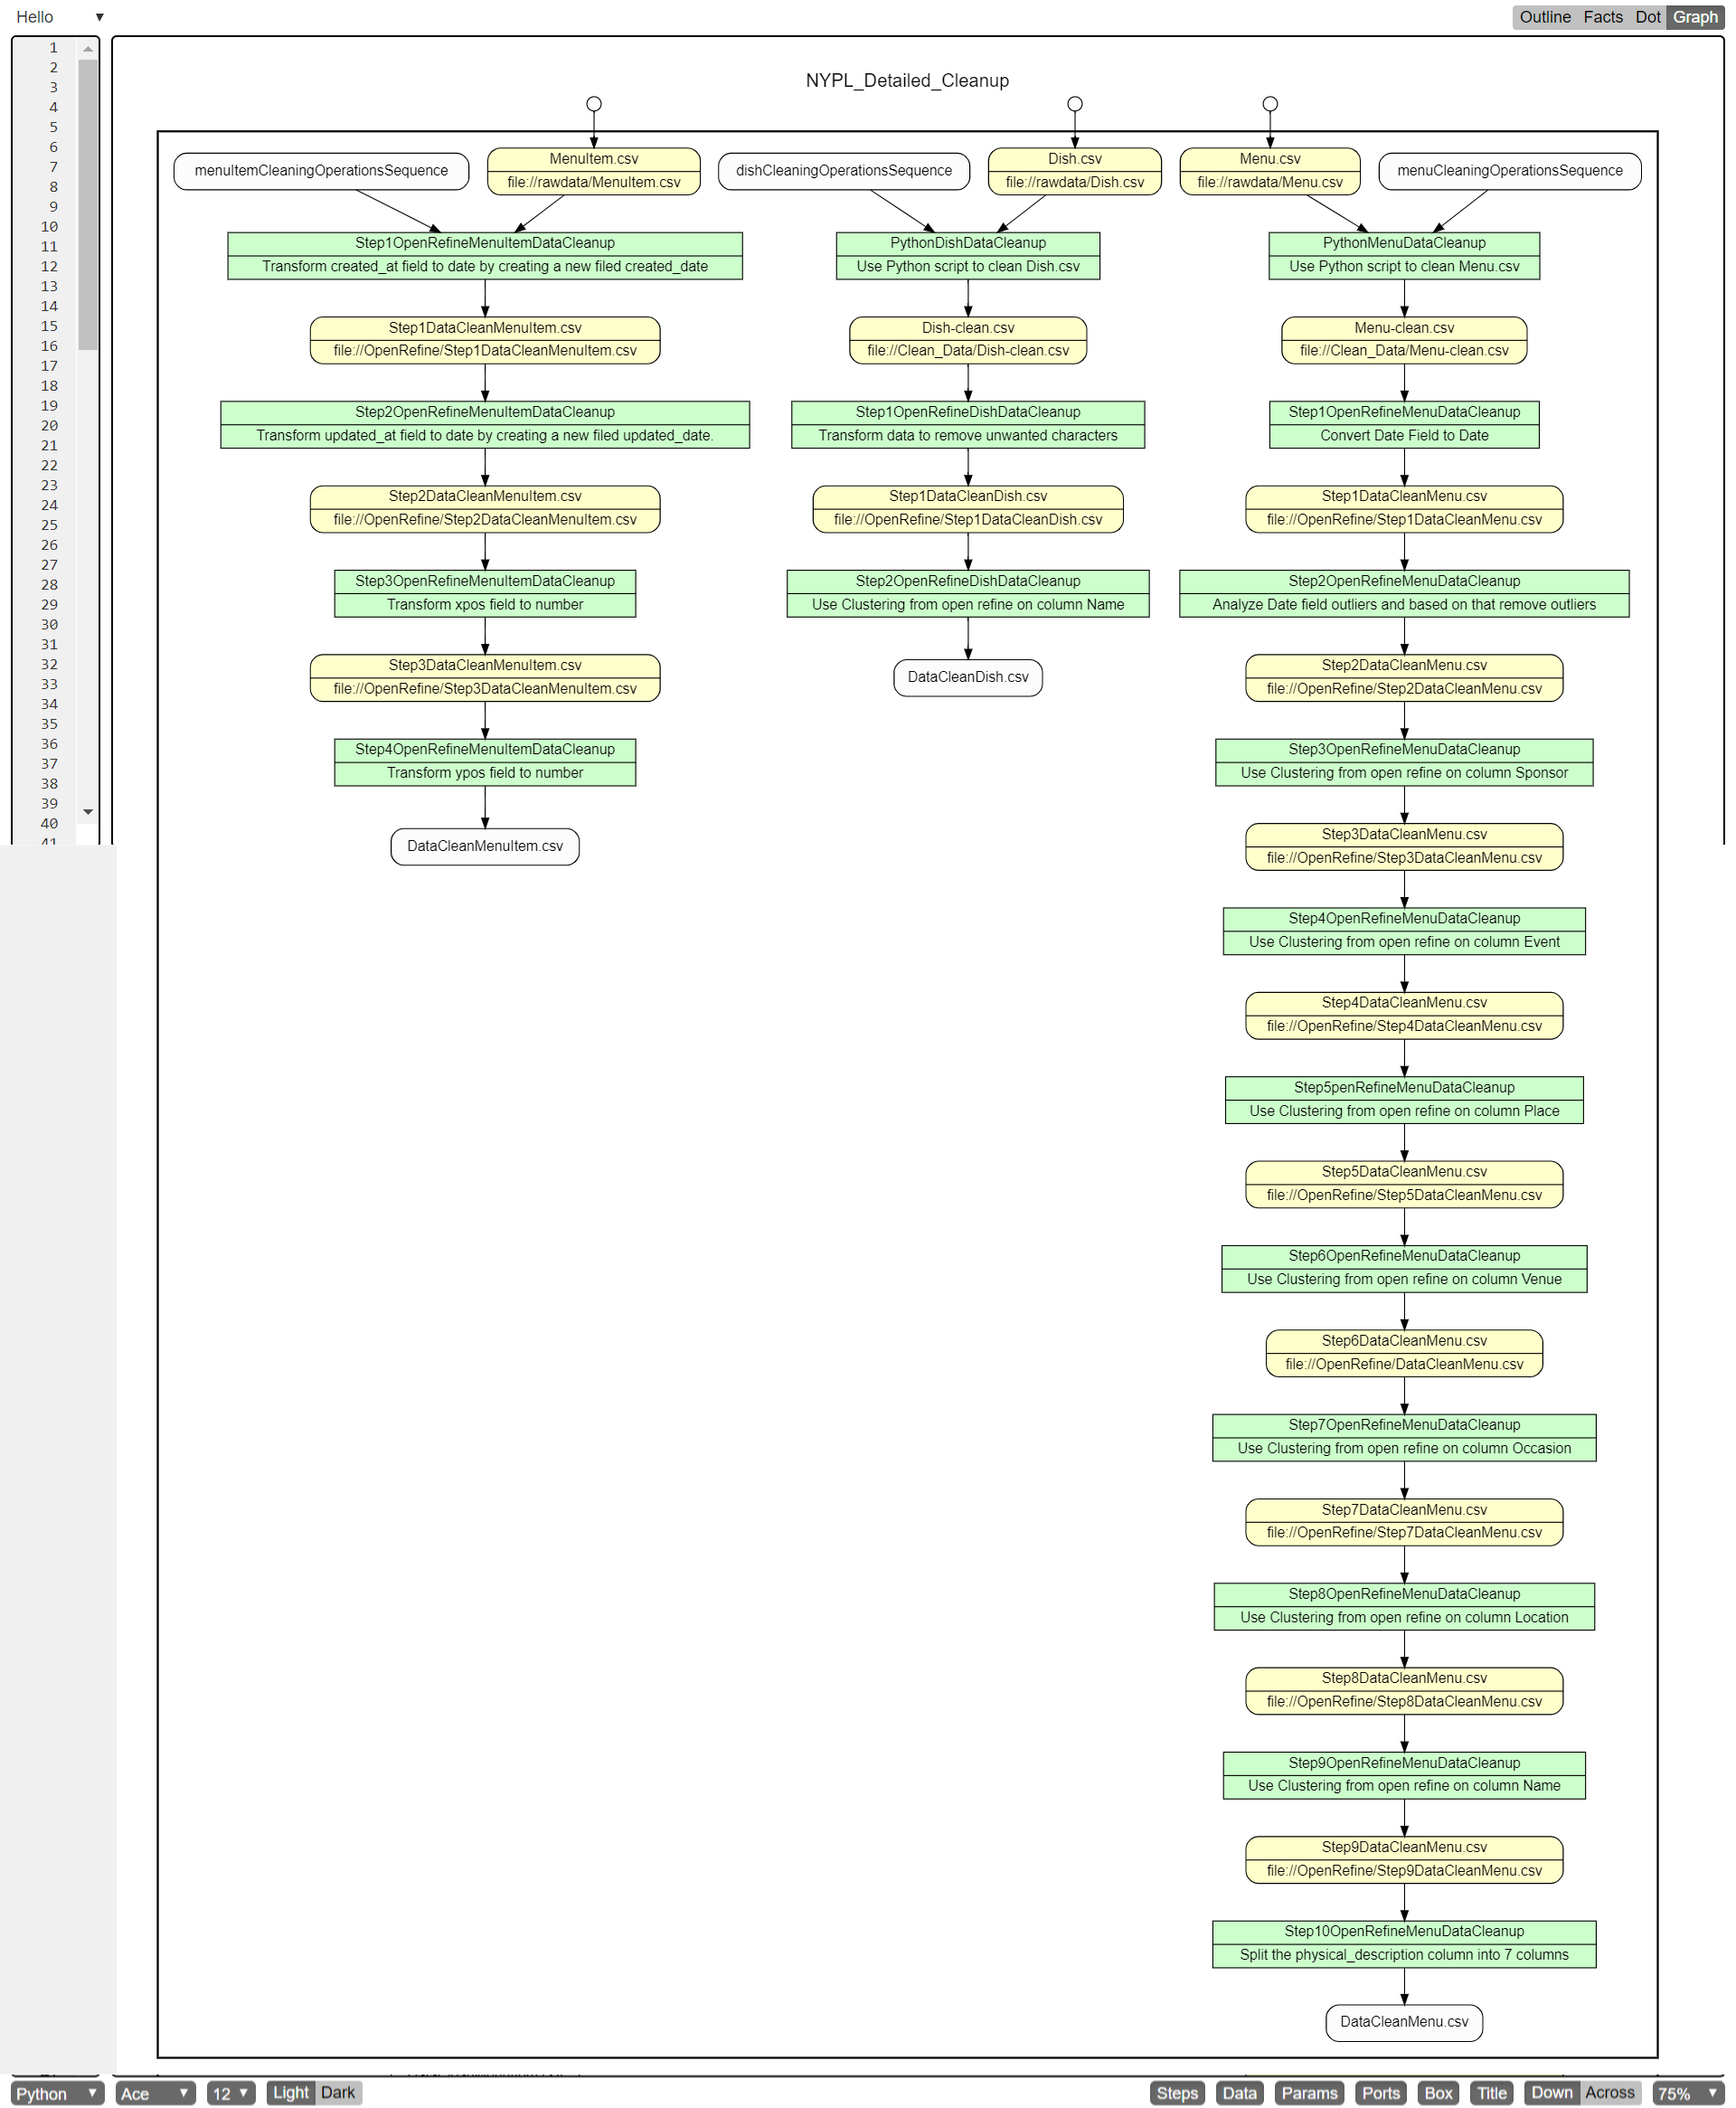 Hello ▼
Outline Facts Dot Graph
1
2
3
4
5
6
7
8
9
10
11
12
13
14
15
16
17
18
19
20
21
22
23
24
25
26
27
28
29
30
31
32
33
34
35
36
37
38
39
40
41
NYPL_Detailed_Cleanup
menuItemCleaningOperationsSequence
MenuItem.csv
file://rawdata/MenuItem.csv
Step1OpenRefineMenuItemDataCleanup
Transform created_at field to date by creating a new filed created_date
Step1DataCleanMenuItem.csv
file://OpenRefine/Step1DataCleanMenuItem.csv
Step2OpenRefineMenuItemDataCleanup
Transform updated_at field to date by creating a new filed updated_date.
Step2DataCleanMenuItem.csv
file://OpenRefine/Step2DataCleanMenuItem.csv
Step3OpenRefineMenuItemDataCleanup
Transform xpos field to number
Step3DataCleanMenuItem.csv
file://OpenRefine/Step3DataCleanMenuItem.csv
Step4OpenRefineMenuItemDataCleanup
Transform ypos field to number
DataCleanMenuItem.csv
dishCleaningOperationsSequence
Dish.csv
file://rawdata/Dish.csv
PythonDishDataCleanup
Use Python script to clean Dish.csv
Dish-clean.csv
file://Clean_Data/Dish-clean.csv
Step1OpenRefineDishDataCleanup
Transform data to remove unwanted characters
Step1DataCleanDish.csv
file://OpenRefine/Step1DataCleanDish.csv
Step2OpenRefineDishDataCleanup
Use Clustering from open refine on column Name
DataCleanDish.csv
Menu.csv
file://rawdata/Menu.csv
menuCleaningOperationsSequence
PythonMenuDataCleanup
Use Python script to clean Menu.csv
Menu-clean.csv
file://Clean_Data/Menu-clean.csv
Step1OpenRefineMenuDataCleanup
Convert Date Field to Date
Step1DataCleanMenu.csv
file://OpenRefine/Step1DataCleanMenu.csv
Step2OpenRefineMenuDataCleanup
Analyze Date field outliers and based on that remove outliers
Step2DataCleanMenu.csv
file://OpenRefine/Step2DataCleanMenu.csv
Step3OpenRefineMenuDataCleanup
Use Clustering from open refine on column Sponsor
Step3DataCleanMenu.csv
file://OpenRefine/Step3DataCleanMenu.csv
Step4OpenRefineMenuDataCleanup
Use Clustering from open refine on column Event
Step4DataCleanMenu.csv
file://OpenRefine/Step4DataCleanMenu.csv
Step5penRefineMenuDataCleanup
Use Clustering from open refine on column Place
Step5DataCleanMenu.csv
file://OpenRefine/Step5DataCleanMenu.csv
Step6OpenRefineMenuDataCleanup
Use Clustering from open refine on column Venue
Step6DataCleanMenu.csv
file://OpenRefine/DataCleanMenu.csv
Step7OpenRefineMenuDataCleanup
Use Clustering from open refine on column Occasion
Step7DataCleanMenu.csv
file://OpenRefine/Step7DataCleanMenu.csv
Step8OpenRefineMenuDataCleanup
Use Clustering from open refine on column Location
Step8DataCleanMenu.csv
file://OpenRefine/Step8DataCleanMenu.csv
Step9OpenRefineMenuDataCleanup
Use Clustering from open refine on column Name
Step9DataCleanMenu.csv
file://OpenRefine/Step9DataCleanMenu.csv
Step10OpenRefineMenuDataCleanup
Split the physical_description column into 7 columns
DataCleanMenu.csv
Python ▼ Ace ▼ 12 ▼ Light Dark
Steps Data Params Ports Box Title Down Across 75% ▼